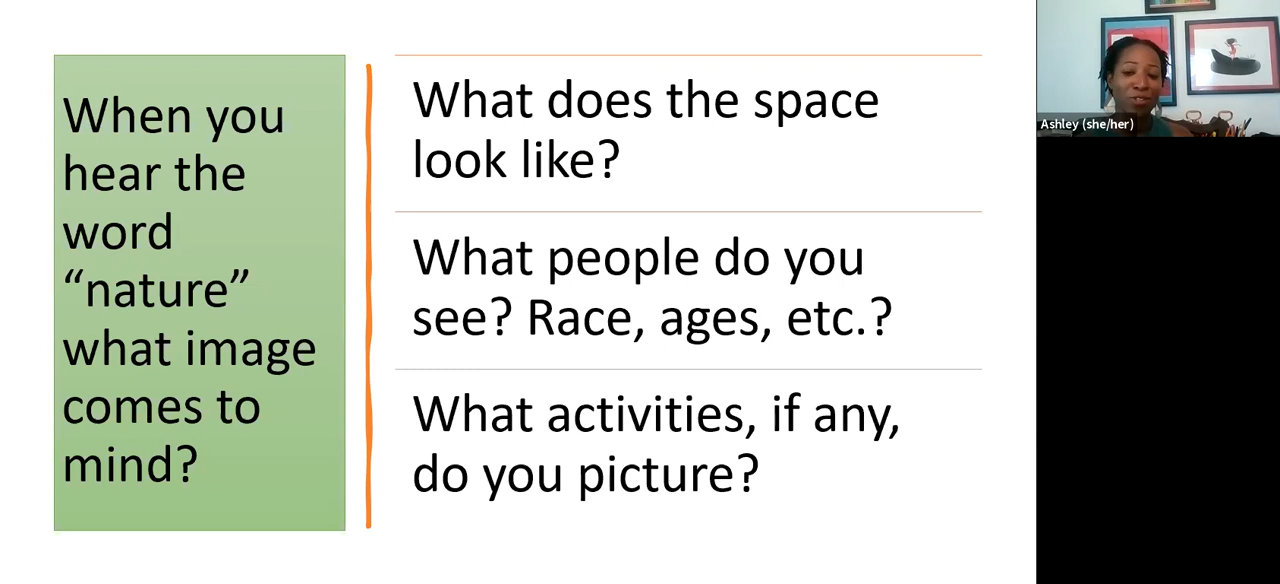 When you
hear the
word
“nature”
what image
comes to
mind?
What does the space
look like?
What people do you
see? Race, ages, etc.?
What activities, if any,
do you picture?
Ashley (she/her)